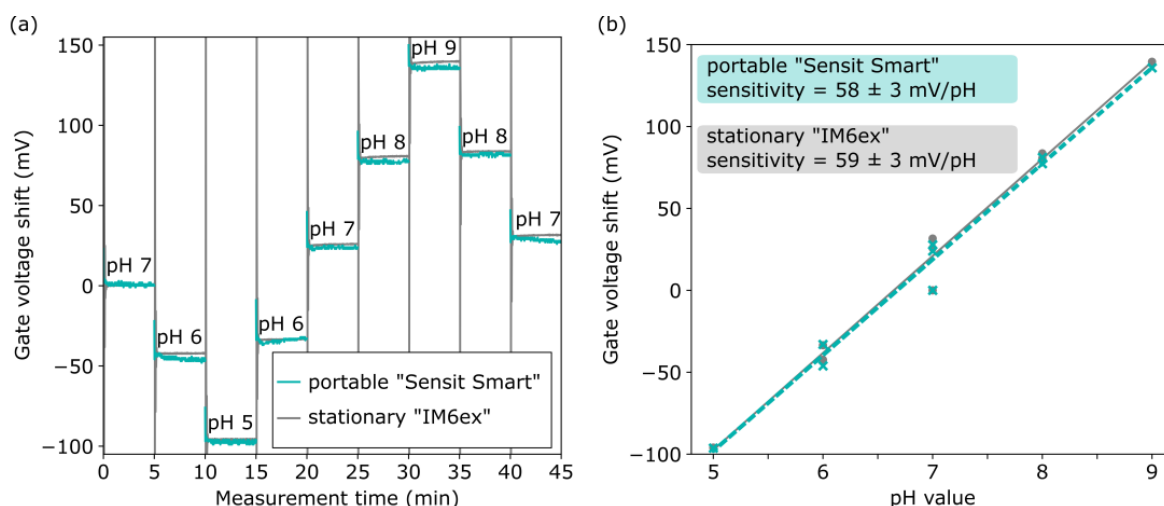 (a)
150
100
50
0
−50
−100
Gate voltage shift (mV)
pH 7
pH 6
pH 5
pH 6
pH 7
pH 8
pH 9
pH 8
pH 7
portable "Sensit Smart"
stationary "IM6ex"
0 5 10 15 20 25 30 35 40 45
Measurement time (min)
(b)
150
100
50
0
−50
−100
Gate voltage shift (mV)
portable "Sensit Smart"
sensitivity = 58 ± 3 mV/pH
stationary "IM6ex"
sensitivity = 59 ± 3 mV/pH
5 6 7 8 9
pH value